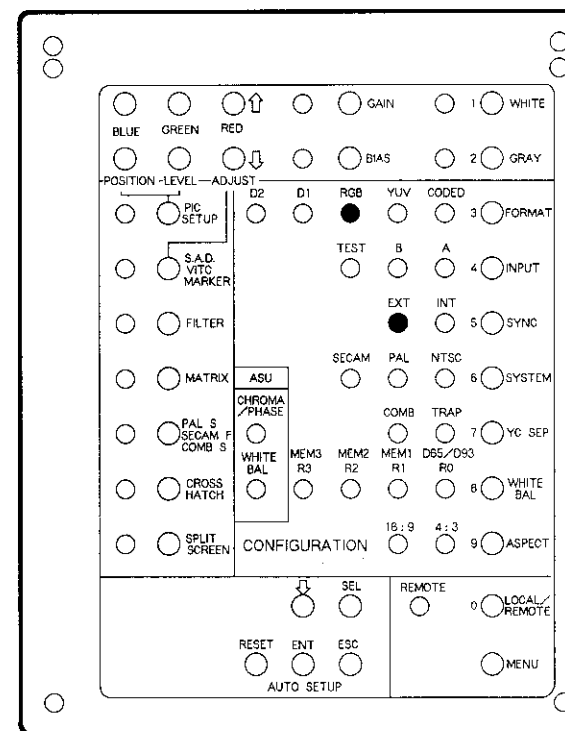 GAIN 1 WHITE
BLUE GREEN RED
BIAS 2 GRAY
POSITION-LEVEL-ADJUST
D2 D1 RGB YUV CODED
PIC SETUP 3 FORMAT
TEST B A
S.A.D. VITC MARKER 4 INPUT
EXT INT
FILTER 5 SYNC
SECAM PAL NTSC
MATRIX ASU 6 SYSTEM
CHROMA /PHASE COMB TRAP
PAL S SECAM F COMB S 7 YC SEP
WHITE BAL MEM3 R3 MEM2 R2 MEM1 R1 D65/D93 R0
CROSS HATCH 8 WHITE BAL
16:9 4:3
SPLIT SCREEN CONFIGURATION 9 ASPECT
SEL REMOTE
0 LOCAL/ REMOTE
RESET ENT ESC
MENU
AUTO SETUP